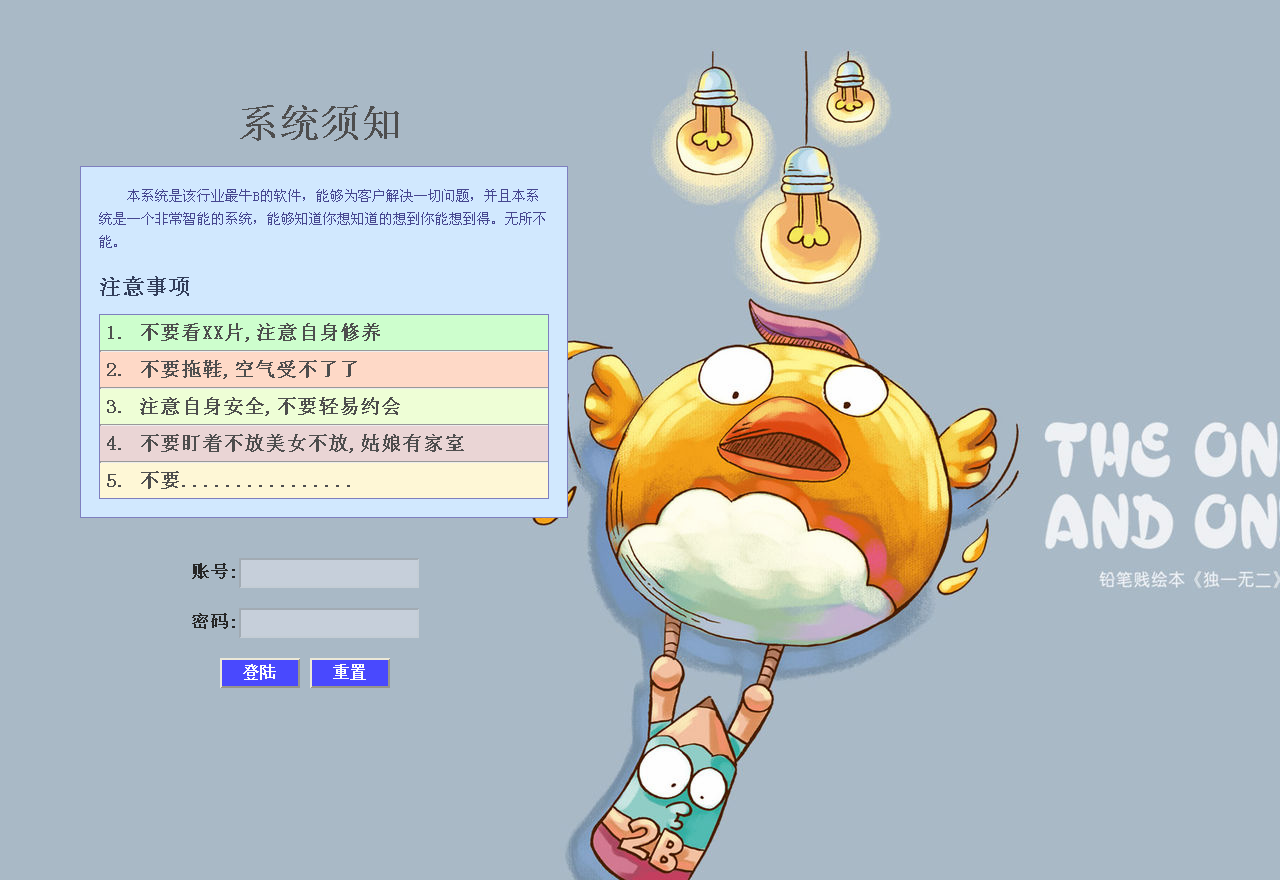 系统须知
本系统是该行业最牛B的软件，能够为客户解决一切问题，并且本系
统是一个非常智能的系统，能够知道你想知道的想到你能想到得。无所不
能。
注意事项
1. 不要看XX片,注意自身修养
2. 不要拖鞋,空气受不了了
3. 注意自身安全,不要轻易约会
4. 不要盯着不放美女不放,姑娘有家室
5. 不要................
THE ON
AND ON
铅笔贱绘本《独一无二》
账号:
密码:
登陆 重置
2B